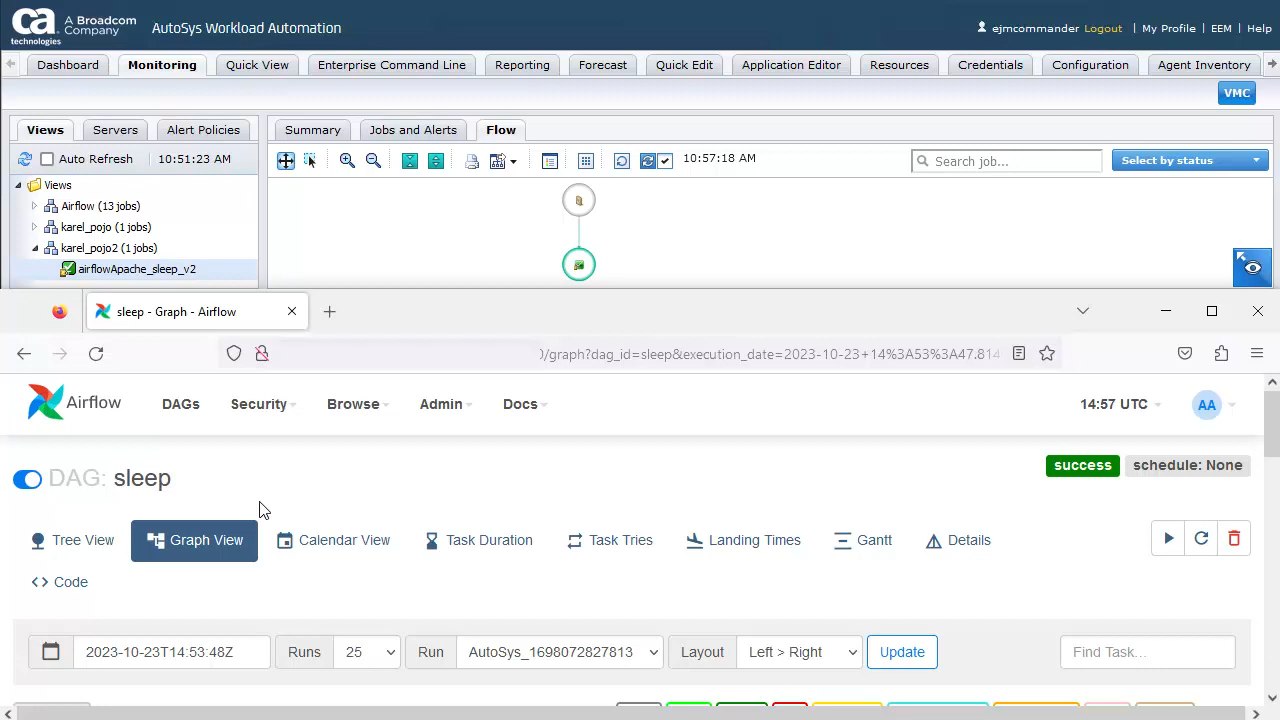 ca technologies A Broadcom Company AutoSys Workload Automation ejmcommander Logout | My Profile | EEM | Help
Dashboard Monitoring Quick View Enterprise Command Line Reporting Forecast Quick Edit Application Editor Resources Credentials Configuration Agent Inventory
VMC
Views Servers Alert Policies Summary Jobs and Alerts Flow
Auto Refresh 10:51:23 AM 10:57:18 AM Search job... Select by status
Views
Airflow (13 jobs)
karel_pojo (1 jobs)
karel_pojo2 (1 jobs)
airflowApache_sleep_v2
sleep - Graph - Airflow
/graph?dag_id=sleep&execution_date=2023-10-23+14%3A53%3A47.814
Airflow DAGs Security Browse Admin Docs 14:57 UTC AA
DAG: sleep success schedule: None
Tree View Graph View Calendar View Task Duration Task Tries Landing Times Gantt Details
<> Code
2023-10-23T14:53:48Z Runs 25 Run AutoSys_1698072827813 Layout Left > Right Update Find Task...